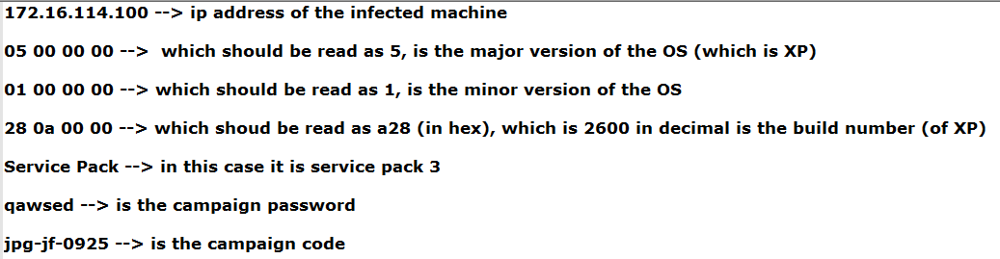 172.16.114.100 --> ip address of the infected machine
05 00 00 00 --> which should be read as 5, is the major version of the OS (which is XP)
01 00 00 00 --> which should be read as 1, is the minor version of the OS
28 0a 00 00 --> which shoud be read as a28 (in hex), which is 2600 in decimal is the build number (of XP)
Service Pack --> in this case it is service pack 3
qawsed --> is the campaign password
jpg-jf-0925 --> is the campaign code